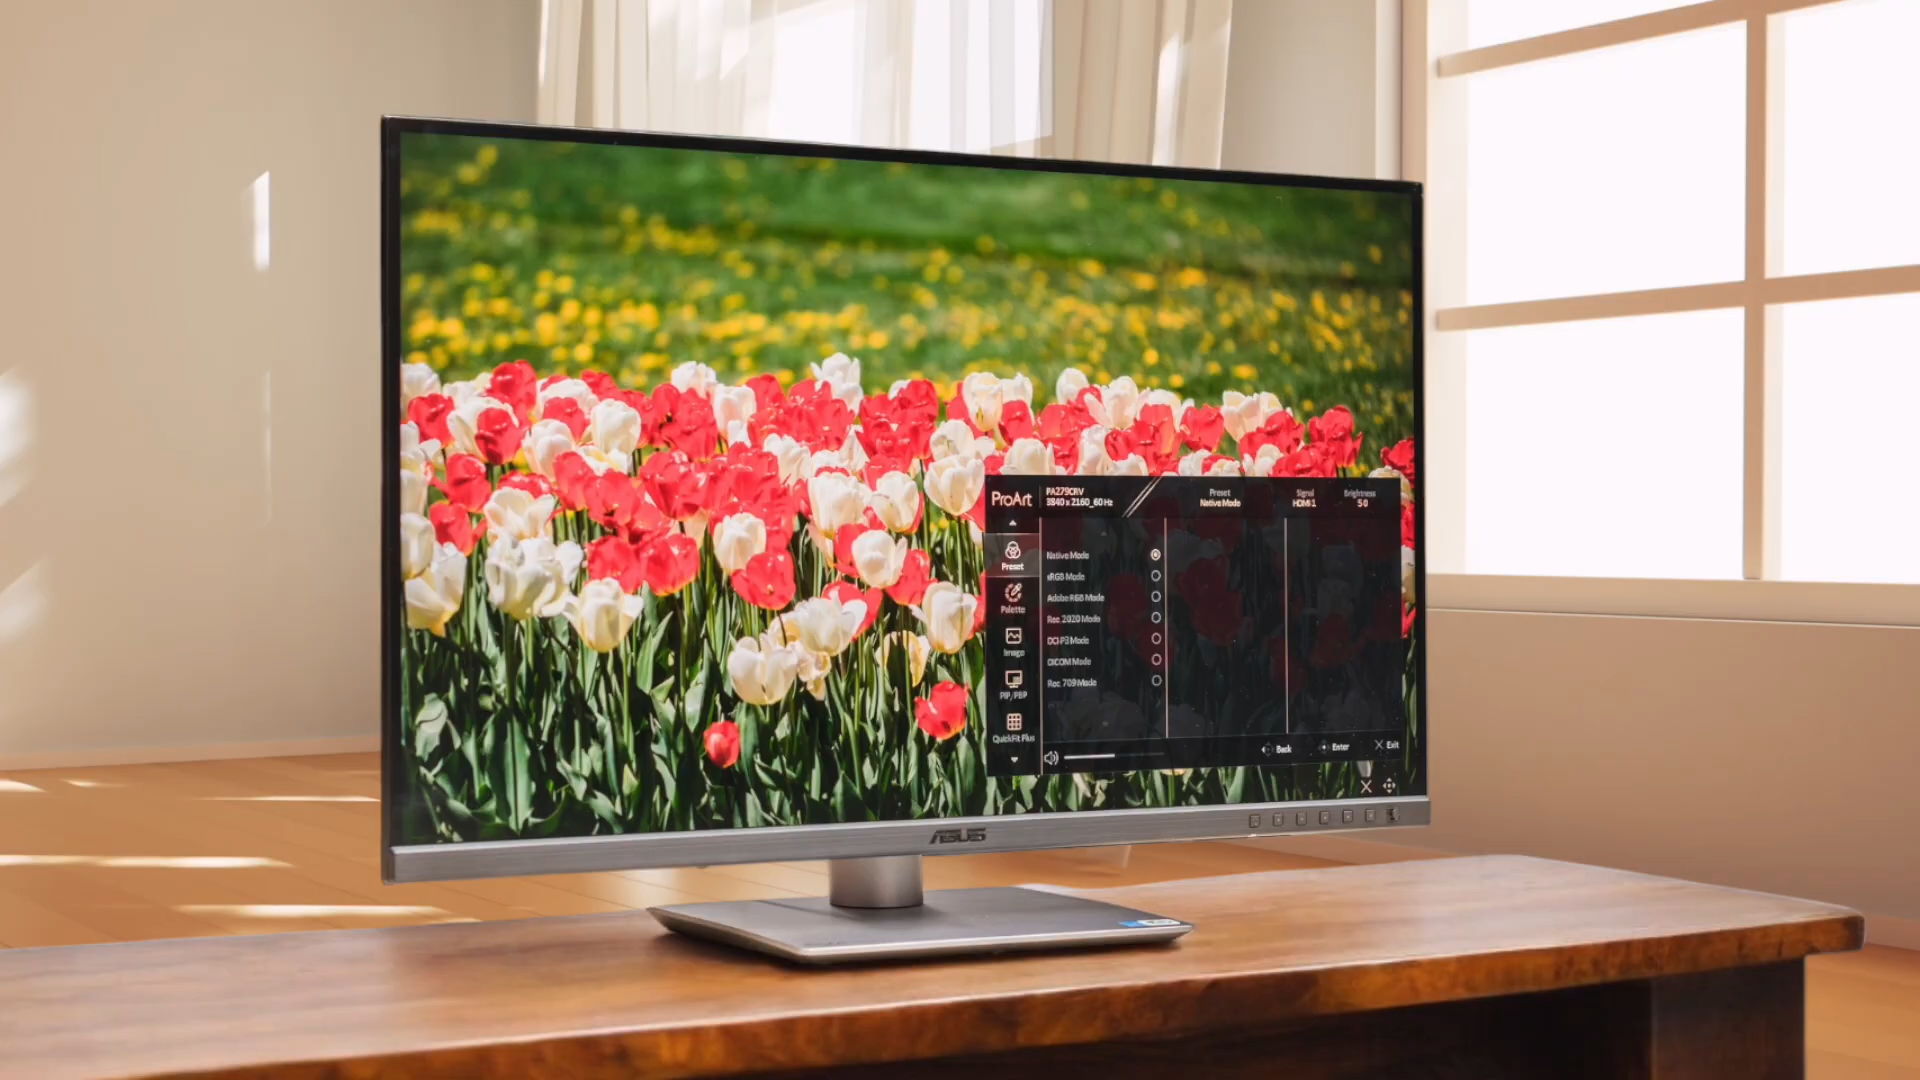 ProArt
PA279CRV
3840 x 2160_60 Hz
Preset
Native Mode
Signal
HDMI-1
Brightness
50
Preset
Palette
Image
PIP/PBP
QuickFit Plus
Native Mode
sRGB Mode
Adobe RGB Mode
Rec. 2020 Mode
DCI-P3 Mode
DICOM Mode
Rec. 709 Mode
Back
Enter
Exit
ASUS